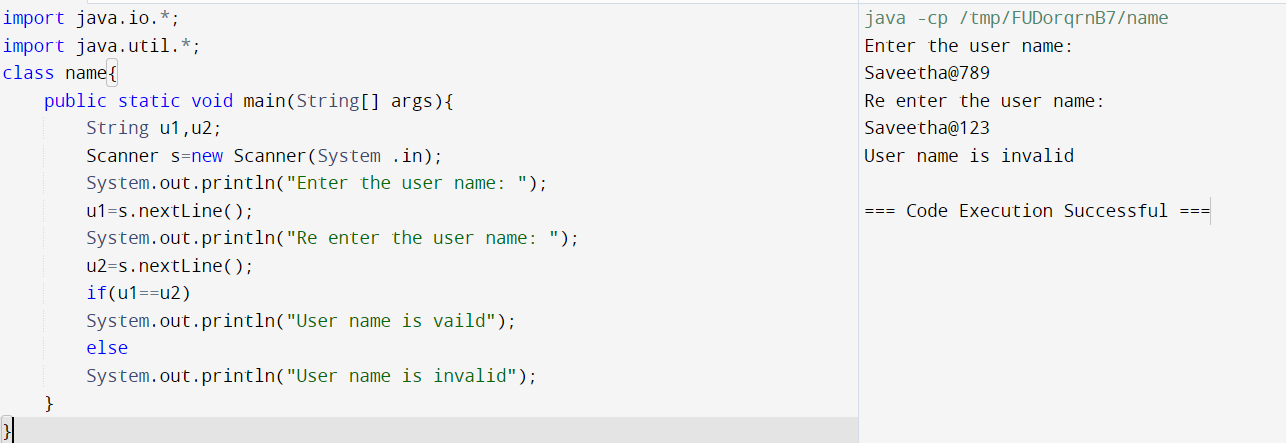 import java.io.*;
import java.util.*;
class name{
    public static void main(String[] args){
        String u1,u2;
        Scanner s=new Scanner(System .in);
        System.out.println("Enter the user name: ");
        u1=s.nextLine();
        System.out.println("Re enter the user name: ");
        u2=s.nextLine();
        if(u1==u2)
        System.out.println("User name is vaild");
        else
        System.out.println("User name is invalid");
    }
}
java -cp /tmp/FUDorqrnB7/name
Enter the user name:
Saveetha@789
Re enter the user name:
Saveetha@123
User name is invalid
=== Code Execution Successful ===